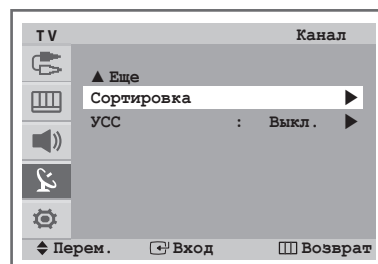 TV Канал
▲ Еще
Сортировка ▶
УСС : Выкл. ▶
Перем. Вход Возврат